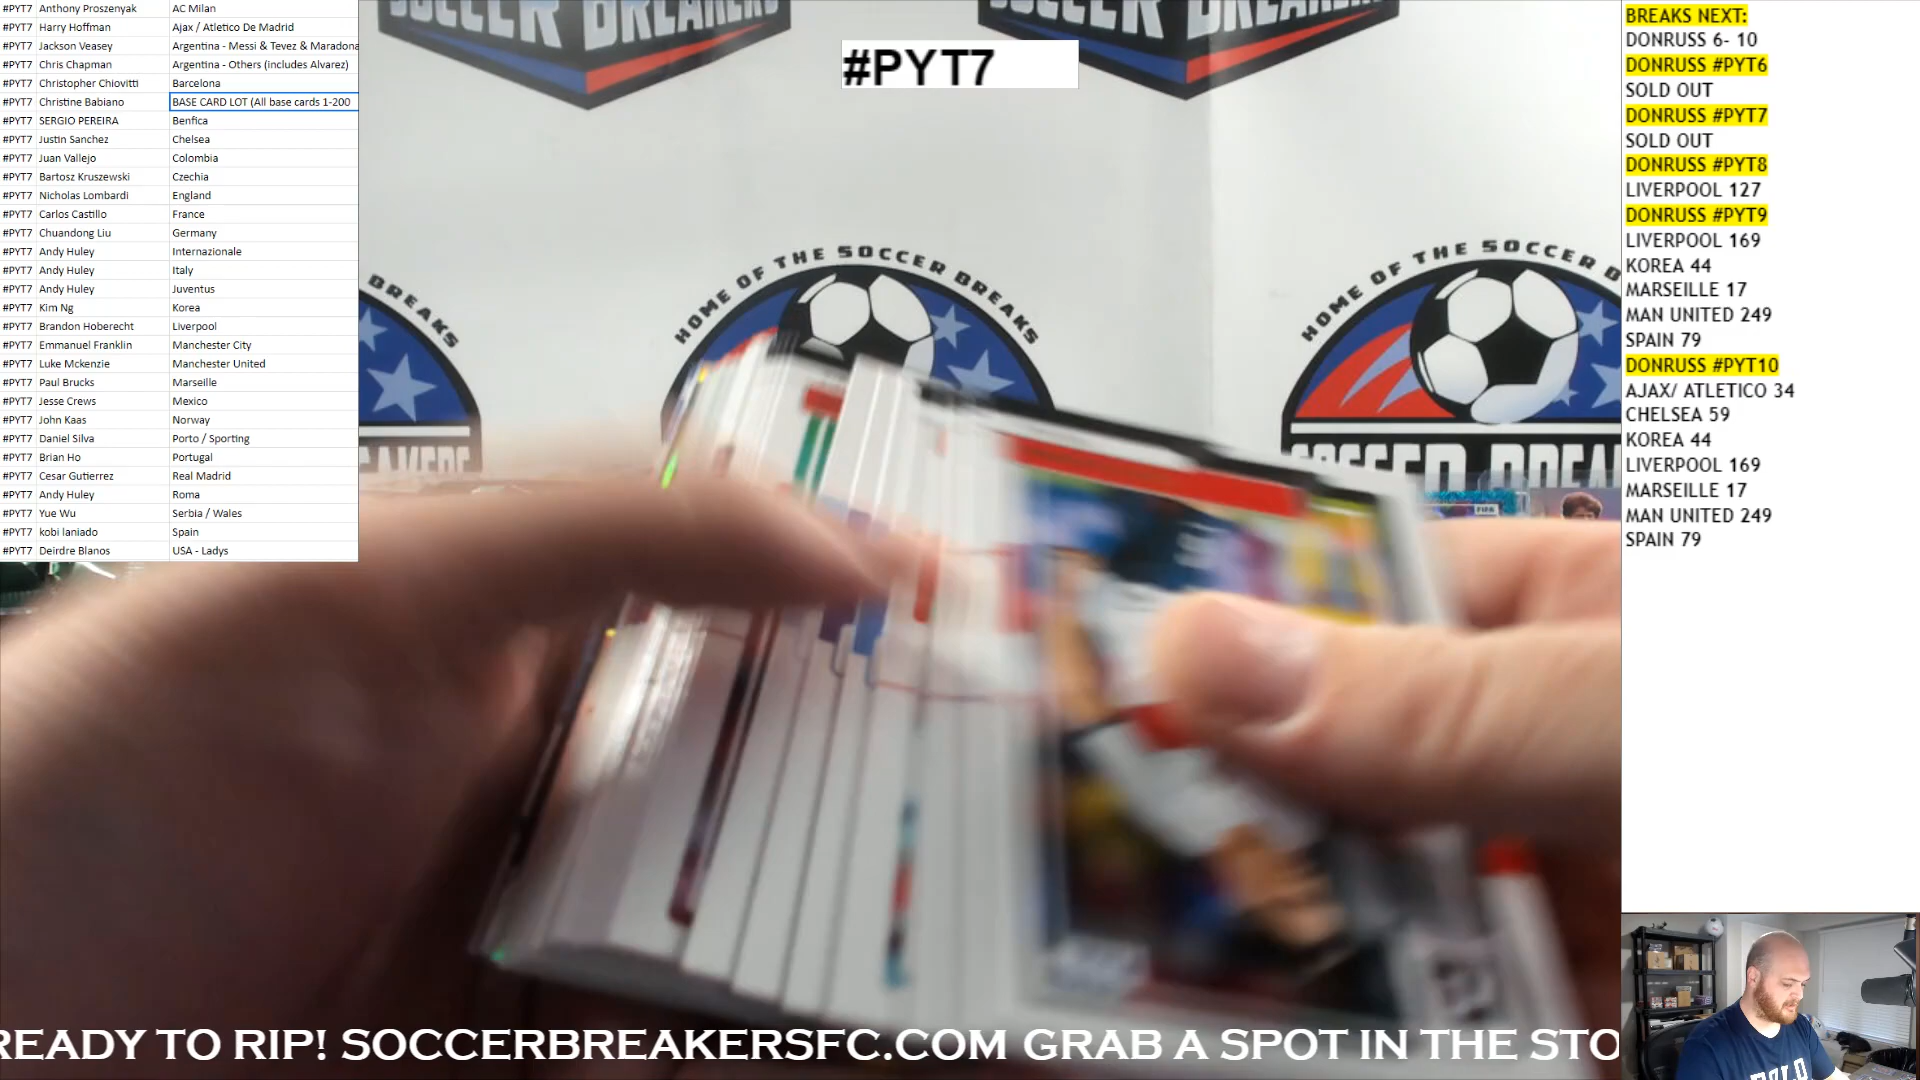 #PYT7 Anthony Proszenyak AC Milan
#PYT7 Harry Hoffman Ajax / Atletico De Madrid
#PYT7 Jackson Veasey Argentina - Messi & Tevez & Maradona
#PYT7 Chris Chapman Argentina - Others (includes Alvarez)
#PYT7 Christopher Chiovitti Barcelona
#PYT7 Christine Babiano BASE CARD LOT (All base cards 1-200
#PYT7 SERGIO PEREIRA Benfica
#PYT7 Justin Sanchez Chelsea
#PYT7 Juan Vallejo Colombia
#PYT7 Bartosz Kruszewski Czechia
#PYT7 Nicholas Lombardi England
#PYT7 Carlos Castillo France
#PYT7 Chuandong Liu Germany
#PYT7 Andy Huley Internazionale
#PYT7 Andy Huley Italy
#PYT7 Andy Huley Juventus
#PYT7 Kim Ng Korea
#PYT7 Brandon Hoberecht Liverpool
#PYT7 Emmanuel Franklin Manchester City
#PYT7 Luke Mckenzie Manchester United
#PYT7 Paul Brucks Marseille
#PYT7 Jesse Crews Mexico
#PYT7 John Kaas Norway
#PYT7 Daniel Silva Porto / Sporting
#PYT7 Brian Ho Portugal
#PYT7 Cesar Gutierrez Real Madrid
#PYT7 Andy Huley Roma
#PYT7 Yue Wu Serbia / Wales
#PYT7 kobi laniado Spain
#PYT7 Deirdre Blanos USA - Ladys
SOCCER BREAKERS
SOCCER BREAKERS
#PYT7
BREAKS
HOME OF THE SOCCER BREAKS
HOME OF THE SOCCER B
EAKERS
SOCCER BREA
FIFA
BREAKS NEXT:
DONRUSS 6- 10
DONRUSS #PYT6
SOLD OUT
DONRUSS #PYT7
SOLD OUT
DONRUSS #PYT8
LIVERPOOL 127
DONRUSS #PYT9
LIVERPOOL 169
KOREA 44
MARSEILLE 17
MAN UNITED 249
SPAIN 79
DONRUSS #PYT10
AJAX/ ATLETICO 34
CHELSEA 59
KOREA 44
LIVERPOOL 169
MARSEILLE 17
MAN UNITED 249
SPAIN 79
POLO
READY TO RIP! SOCCERBREAKERSFC.COM GRAB A SPOT IN THE STO